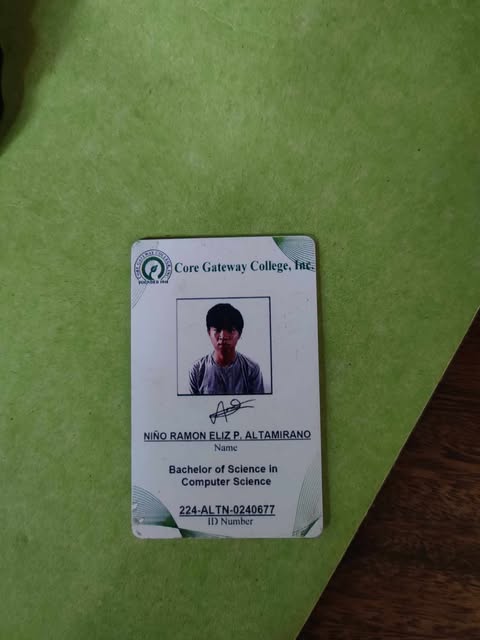 Core Gateway College, Inc.
NIÑO RAMON ELIZ P. ALTAMIRANO
Name
Bachelor of Science in
Computer Science
224-ALTN-0240677
ID Number